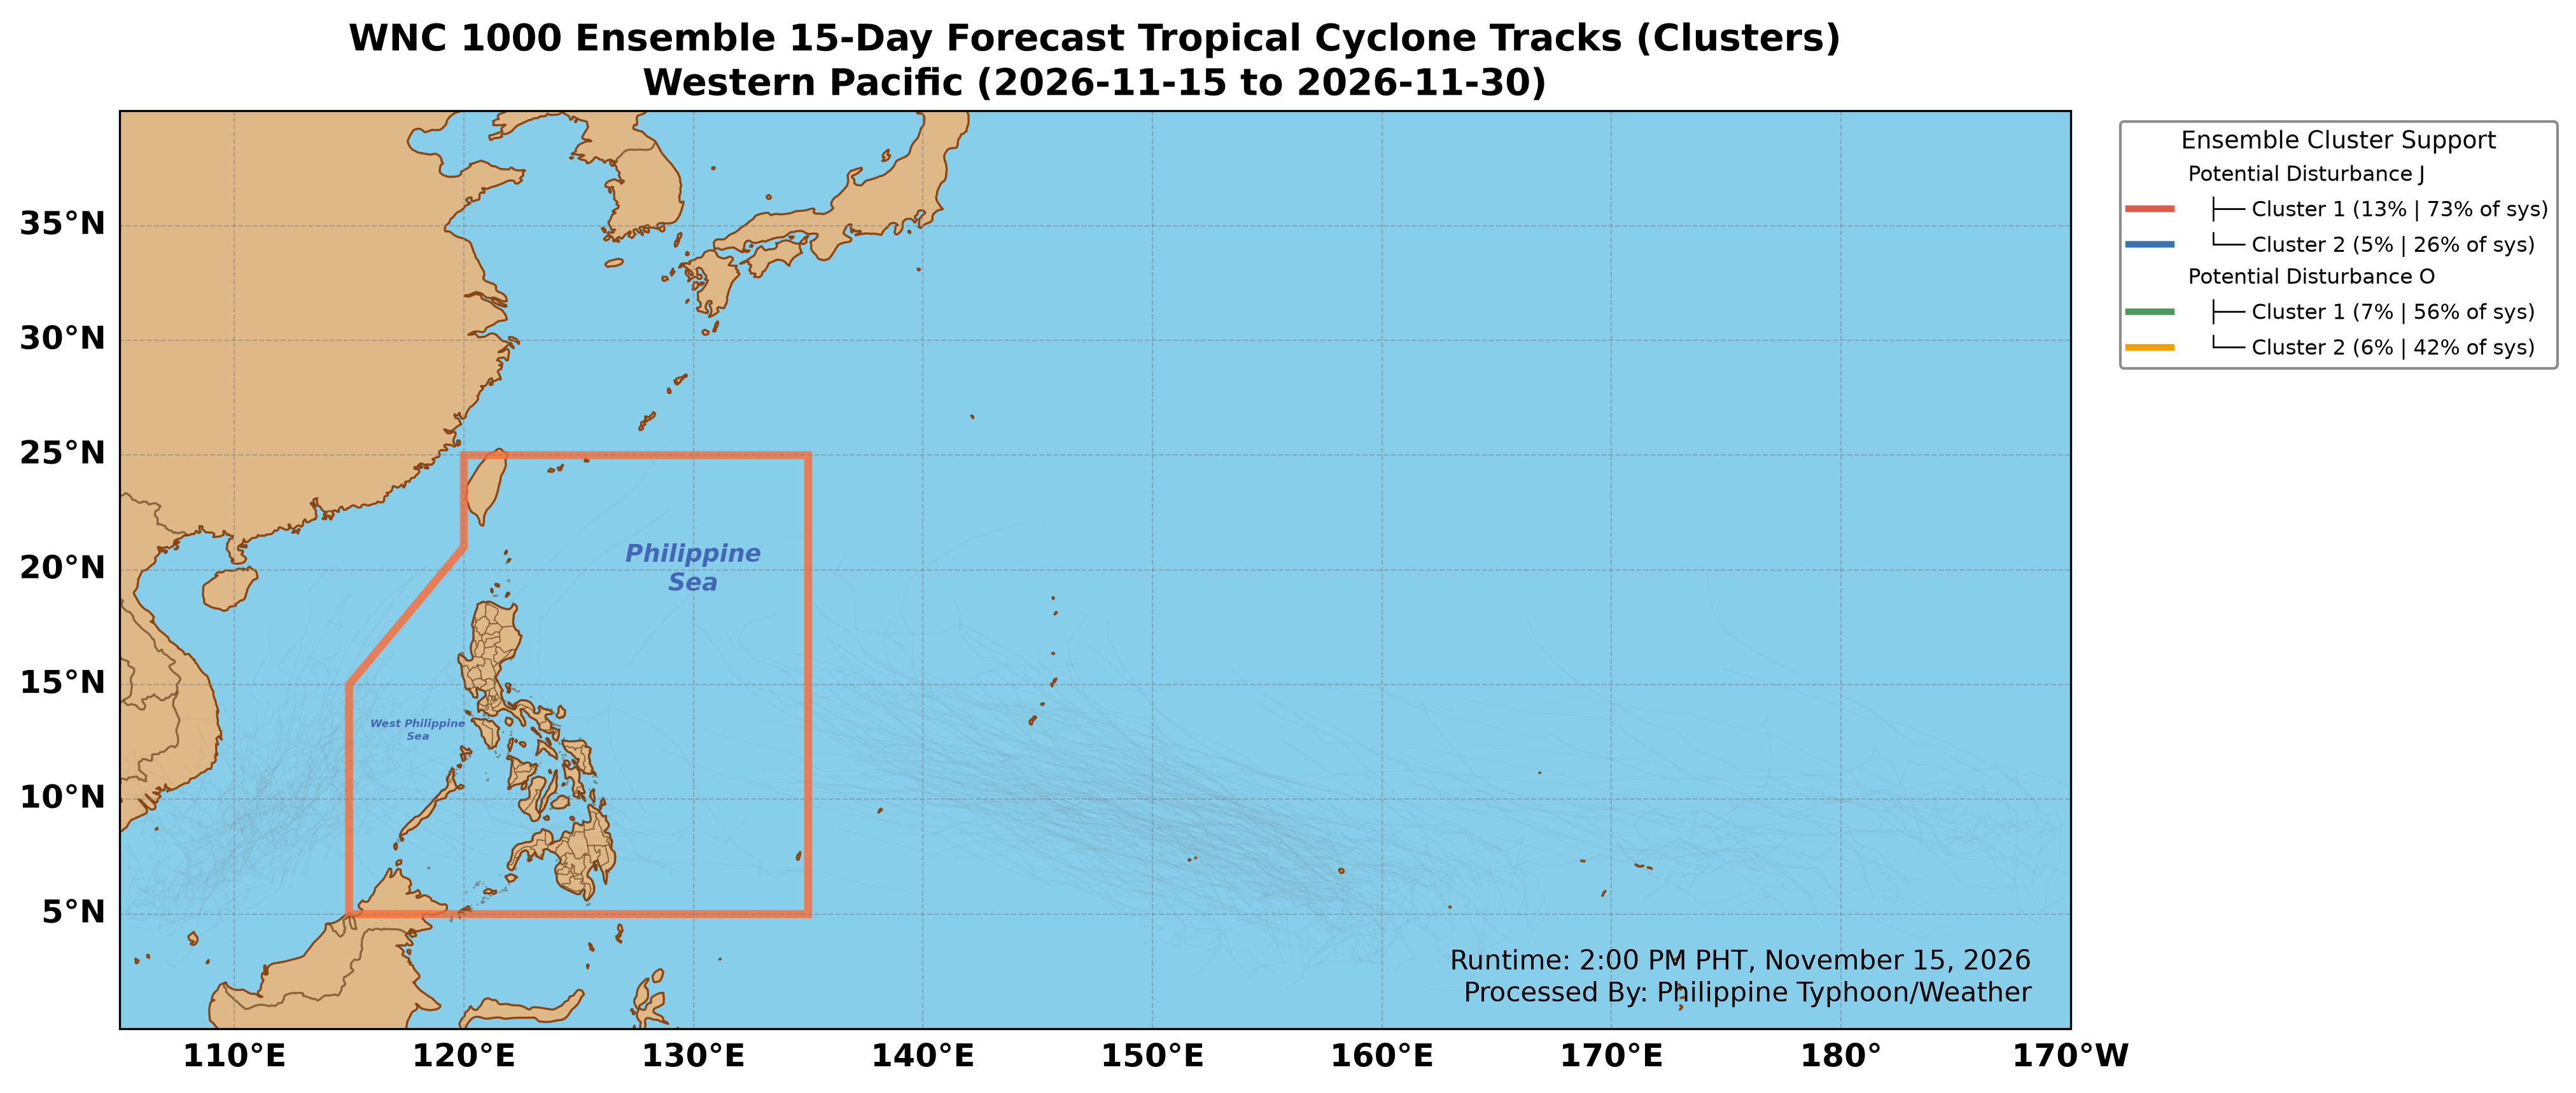 WNC 1000 Ensemble 15-Day Forecast Tropical Cyclone Tracks (Clusters)
Western Pacific (2026-11-15 to 2026-11-30)
Ensemble Cluster Support
Potential Disturbance J
├── Cluster 1 (13% | 73% of sys)
└── Cluster 2 (5% | 26% of sys)
Potential Disturbance O
├── Cluster 1 (7% | 56% of sys)
└── Cluster 2 (6% | 42% of sys)
35°N
30°N
25°N
20°N
15°N
10°N
5°N
Philippine
Sea
West Philippine
Sea
Runtime: 2:00 PM PHT, November 15, 2026
Processed By: Philippine Typhoon/Weather
110°E
120°E
130°E
140°E
150°E
160°E
170°E
180°
170°W